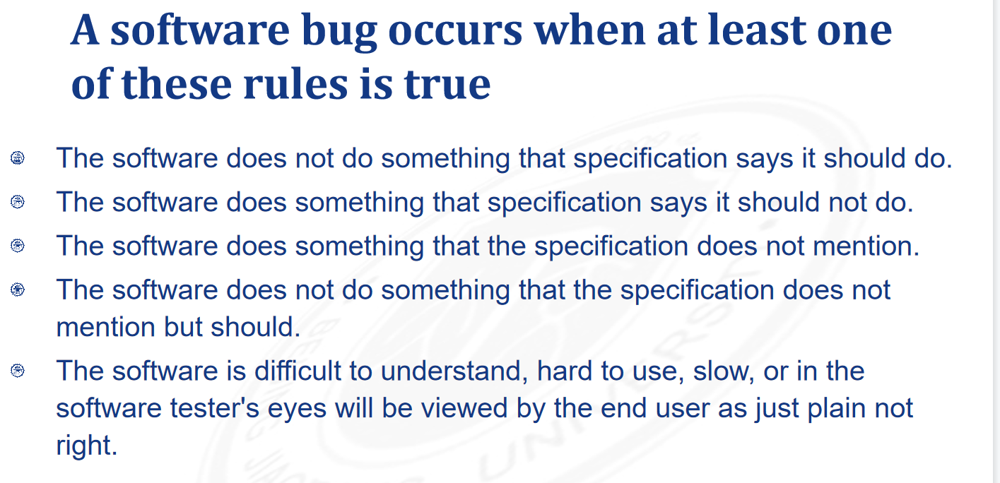 A software bug occurs when at least one
of these rules is true
The software does not do something that specification says it should do.
The software does something that specification says it should not do.
The software does something that the specification does not mention.
The software does not do something that the specification does not
mention but should.
The software is difficult to understand, hard to use, slow, or in the
software tester's eyes will be viewed by the end user as just plain not
right.